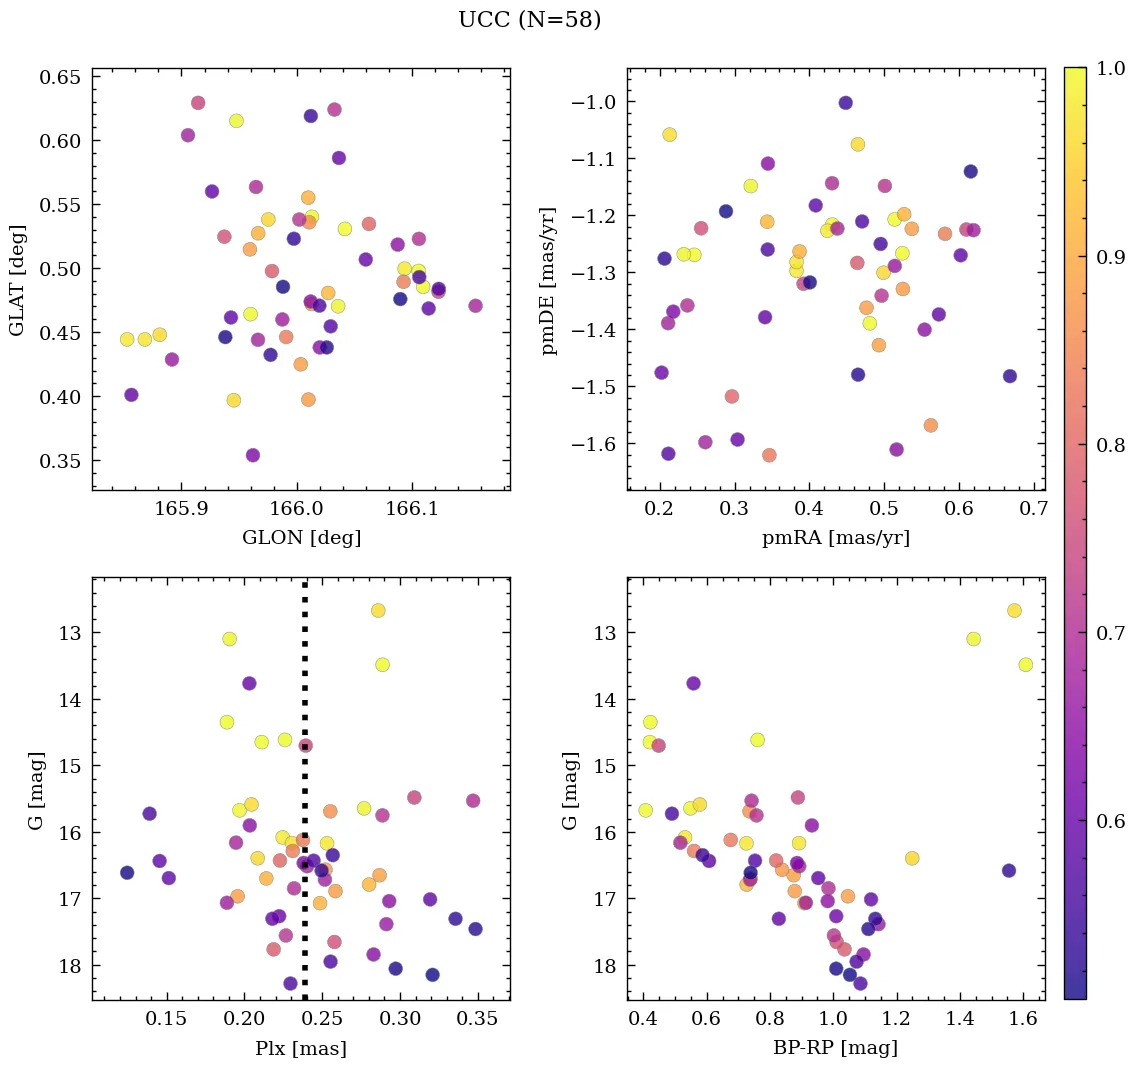 UCC (N=58)
0.65
0.60
0.55
0.50
0.45
0.40
0.35
GLAT [deg]
165.9 166.0 166.1
GLON [deg]
−1.0
−1.1
−1.2
−1.3
−1.4
−1.5
−1.6
pmDE [mas/yr]
0.2 0.3 0.4 0.5 0.6 0.7
pmRA [mas/yr]
1.0
0.9
0.8
0.7
0.6
13
14
15
16
17
18
G [mag]
0.15 0.20 0.25 0.30 0.35
Plx [mas]
13
14
15
16
17
18
G [mag]
0.4 0.6 0.8 1.0 1.2 1.4 1.6
BP-RP [mag]